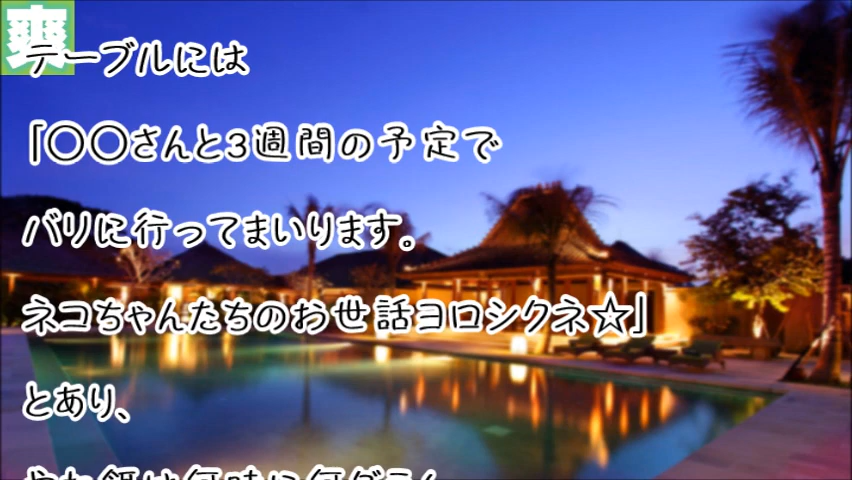 爽
テーブルには
「〇〇さんと3週間の予定で
バリに行ってまいります。
ネコちゃんたちのお世話ヨロシクネ☆」
とあり、